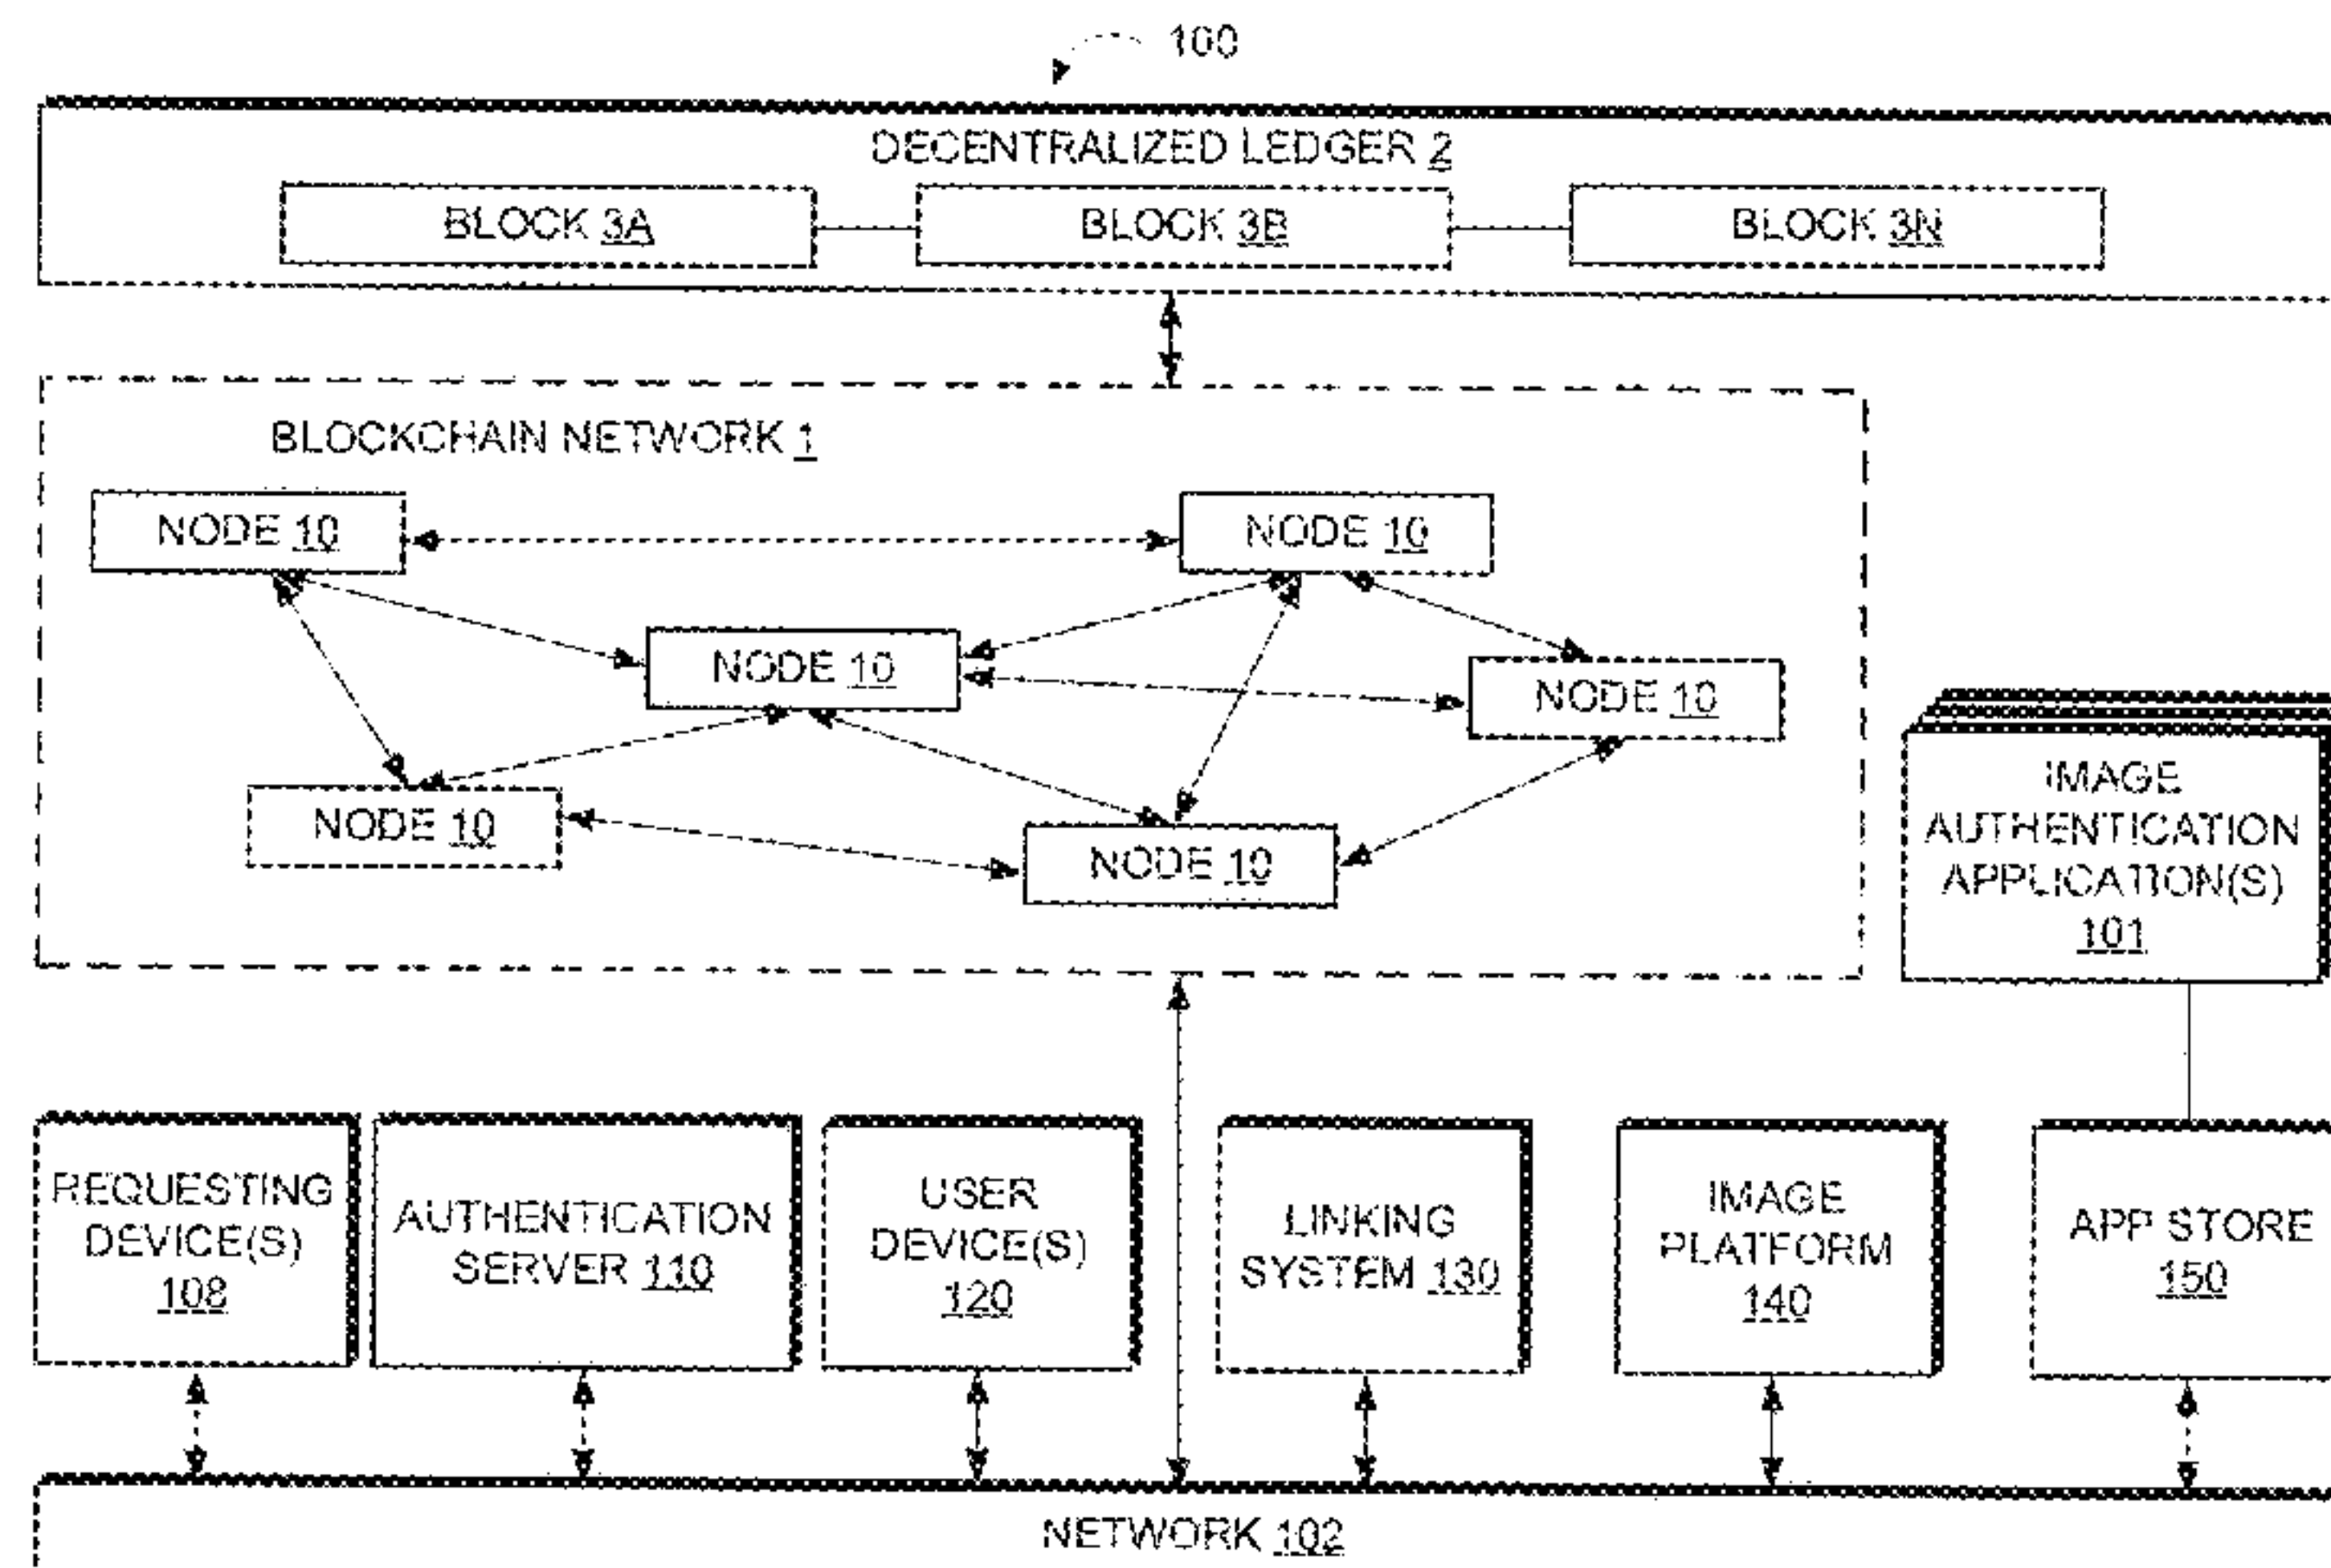 100
DECENTRALIZED LEDGER 2
BLOCK 3A
BLOCK 3B
BLOCK 3N
BLOCKCHAIN NETWORK 1
NODE 10
NODE 10
NODE 10
NODE 10
NODE 10
NODE 10
IMAGE
AUTHENTICATION
APPLICATION(S)
101
REQUESTING
DEVICE(S)
108
AUTHENTICATION
SERVER 110
USER
DEVICE(S)
120
LINKING
SYSTEM 130
IMAGE
PLATFORM
140
APP STORE
150
NETWORK 102